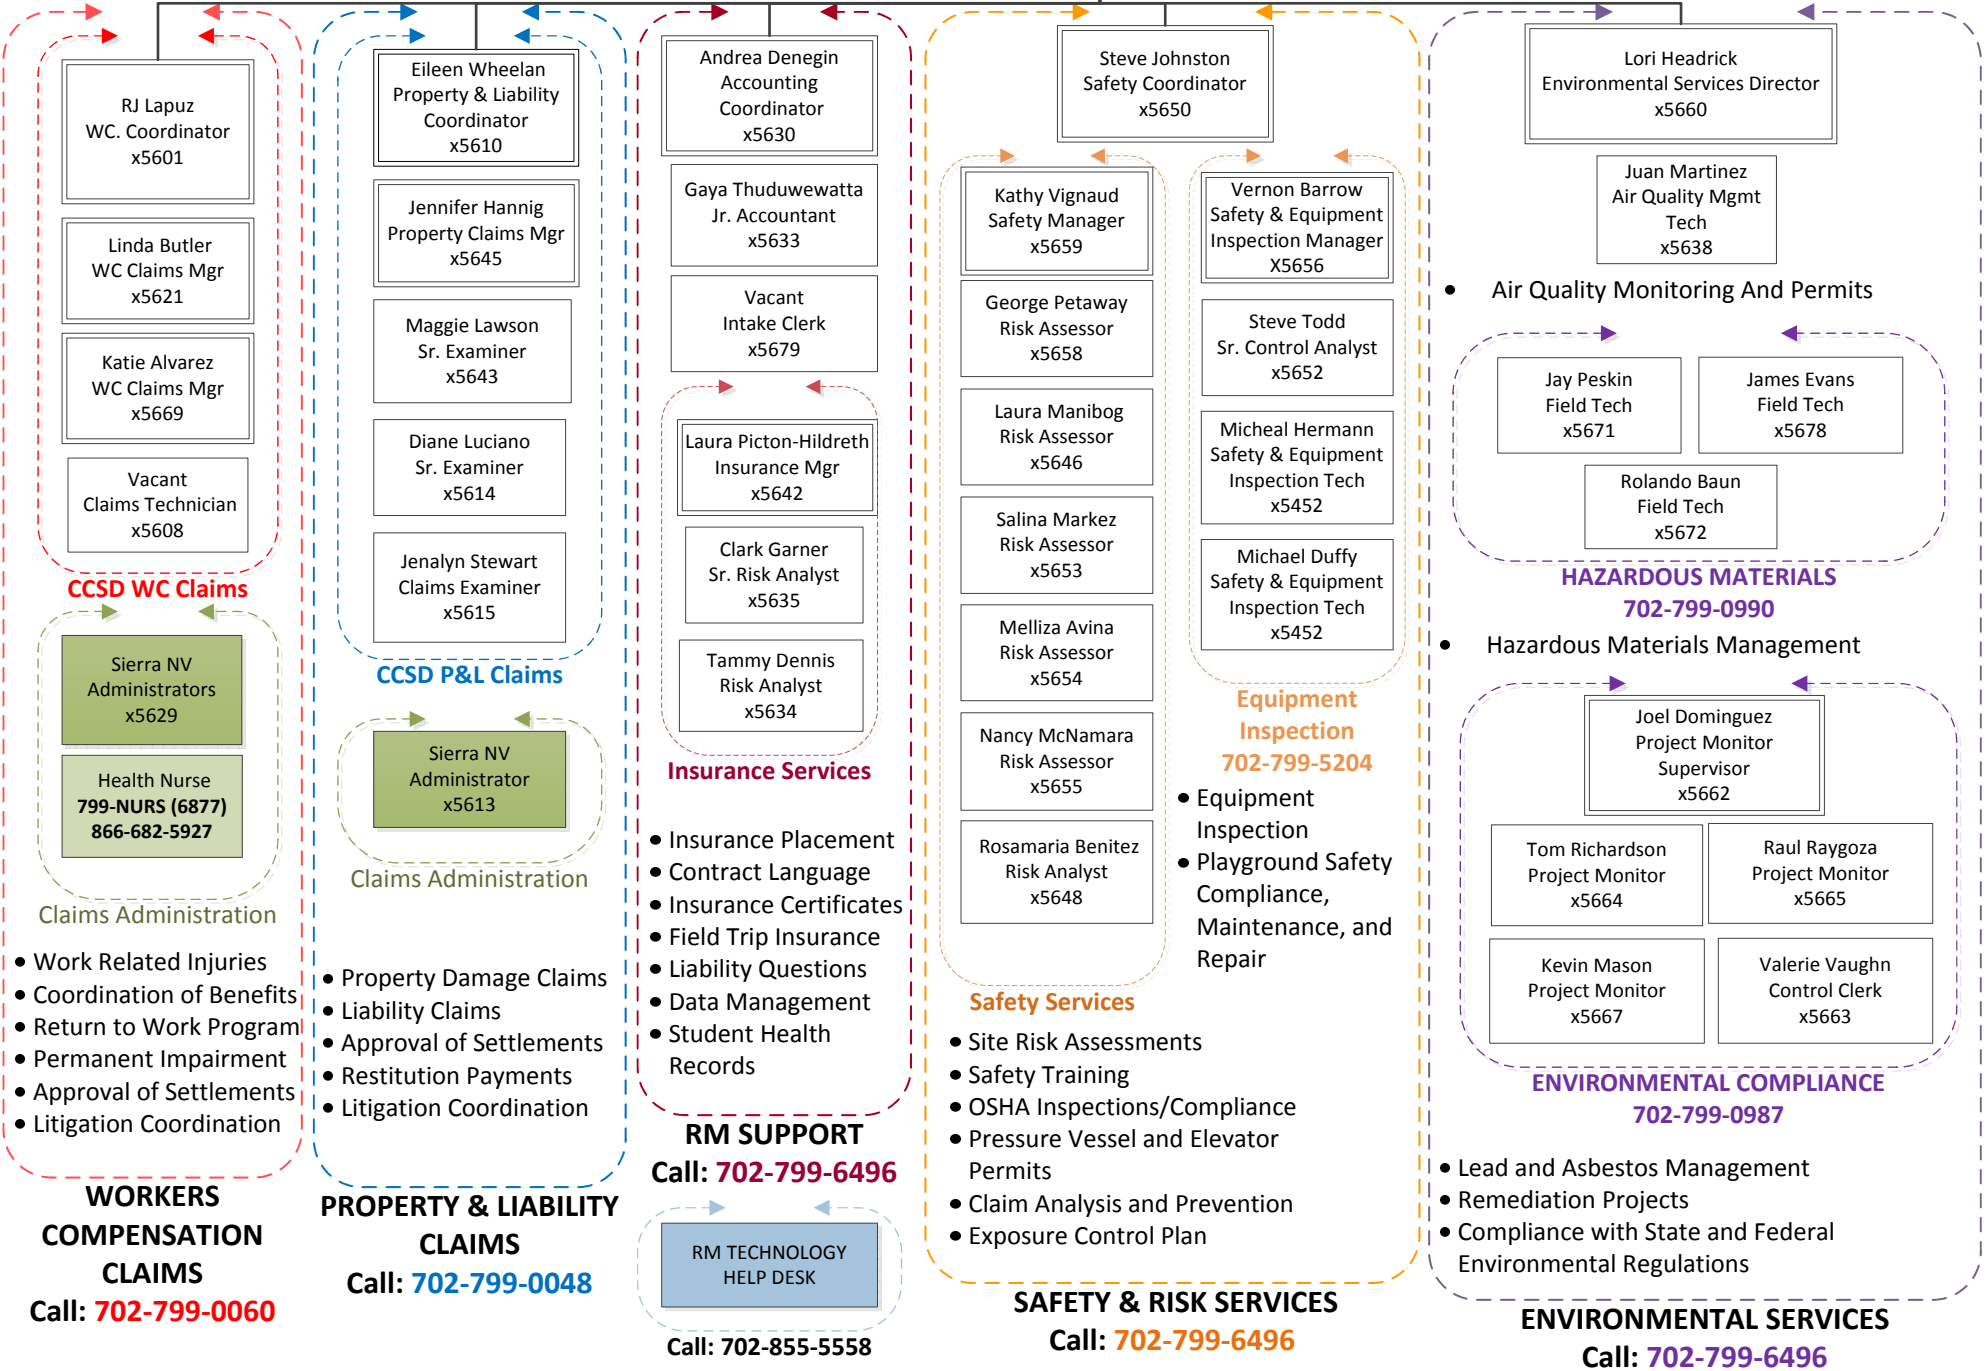 RJ Lapuz
WC. Coordinator
x5601
Linda Butler
WC Claims Mgr
x5621
Katie Alvarez
WC Claims Mgr
x5669
Vacant
Claims Technician
x5608
CCSD WC Claims
Sierra NV
Administrators
x5629
Health Nurse
799-NURS (6877)
866-682-5927
Claims Administration
• Work Related Injuries
• Coordination of Benefits
• Return to Work Program
• Permanent Impairment
• Approval of Settlements
• Litigation Coordination
WORKERS
COMPENSATION
CLAIMS
Call: 702-799-0060
Eileen Wheelan
Property & Liability
Coordinator
x5610
Jennifer Hannig
Property Claims Mgr
x5645
Maggie Lawson
Sr. Examiner
x5643
Diane Luciano
Sr. Examiner
x5614
Jenalyn Stewart
Claims Examiner
x5615
CCSD P&L Claims
Sierra NV
Administrator
x5613
Claims Administration
• Property Damage Claims
• Liability Claims
• Approval of Settlements
• Restitution Payments
• Litigation Coordination
PROPERTY & LIABILITY
CLAIMS
Call: 702-799-0048
Andrea Denegin
Accounting
Coordinator
x5630
Gaya Thuduwewatta
Jr. Accountant
x5633
Vacant
Intake Clerk
x5679
Laura Picton-Hildreth
Insurance Mgr
x5642
Clark Garner
Sr. Risk Analyst
x5635
Tammy Dennis
Risk Analyst
x5634
Insurance Services
• Insurance Placement
• Contract Language
• Insurance Certificates
• Field Trip Insurance
• Liability Questions
• Data Management
• Student Health
Records
RM SUPPORT
Call: 702-799-6496
RM TECHNOLOGY
HELP DESK
Call: 702-855-5558
Steve Johnston
Safety Coordinator
x5650
Kathy Vignaud
Safety Manager
x5659
George Petaway
Risk Assessor
x5658
Laura Manibog
Risk Assessor
x5646
Salina Markez
Risk Assessor
x5653
Melliza Avina
Risk Assessor
x5654
Nancy McNamara
Risk Assessor
x5655
Rosamaria Benitez
Risk Analyst
x5648
Safety Services
Vernon Barrow
Safety & Equipment
Inspection Manager
X5656
Steve Todd
Sr. Control Analyst
x5652
Micheal Hermann
Safety & Equipment
Inspection Tech
x5452
Michael Duffy
Safety & Equipment
Inspection Tech
x5452
Equipment
Inspection
702-799-5204
• Equipment
Inspection
• Playground Safety
Compliance,
Maintenance, and
Repair
• Site Risk Assessments
• Safety Training
• OSHA Inspections/Compliance
• Pressure Vessel and Elevator
Permits
• Claim Analysis and Prevention
• Exposure Control Plan
SAFETY & RISK SERVICES
Call: 702-799-6496
Lori Headrick
Environmental Services Director
x5660
Juan Martinez
Air Quality Mgmt
Tech
x5638
• Air Quality Monitoring And Permits
Jay Peskin
Field Tech
x5671
James Evans
Field Tech
x5678
Rolando Baun
Field Tech
x5672
HAZARDOUS MATERIALS
702-799-0990
• Hazardous Materials Management
Joel Dominguez
Project Monitor
Supervisor
x5662
Tom Richardson
Project Monitor
x5664
Raul Raygoza
Project Monitor
x5665
Kevin Mason
Project Monitor
x5667
Valerie Vaughn
Control Clerk
x5663
ENVIRONMENTAL COMPLIANCE
702-799-0987
• Lead and Asbestos Management
• Remediation Projects
• Compliance with State and Federal
Environmental Regulations
ENVIRONMENTAL SERVICES
Call: 702-799-6496